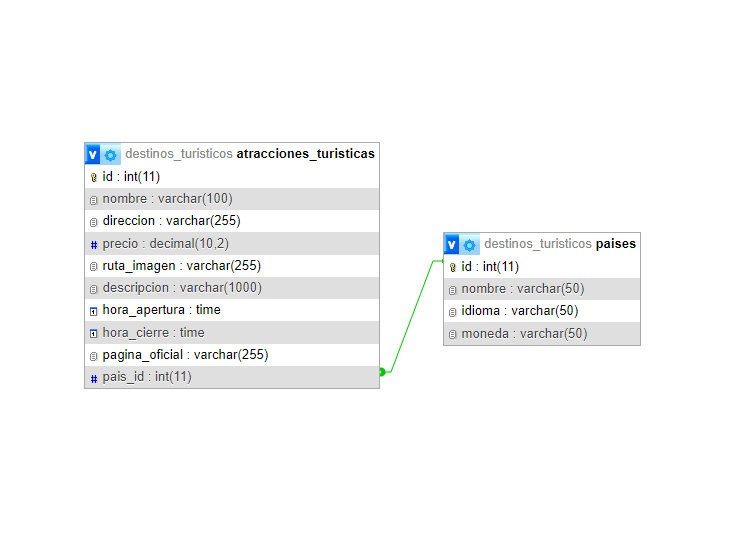 v destinos_turisticos atracciones_turisticas
id : int(11)
nombre : varchar(100)
direccion : varchar(255)
# precio : decimal(10,2)
ruta_imagen : varchar(255)
descripcion : varchar(1000)
hora_apertura : time
hora_cierre : time
pagina_oficial : varchar(255)
# pais_id : int(11)
v destinos_turisticos paises
id : int(11)
nombre : varchar(50)
idioma : varchar(50)
moneda : varchar(50)